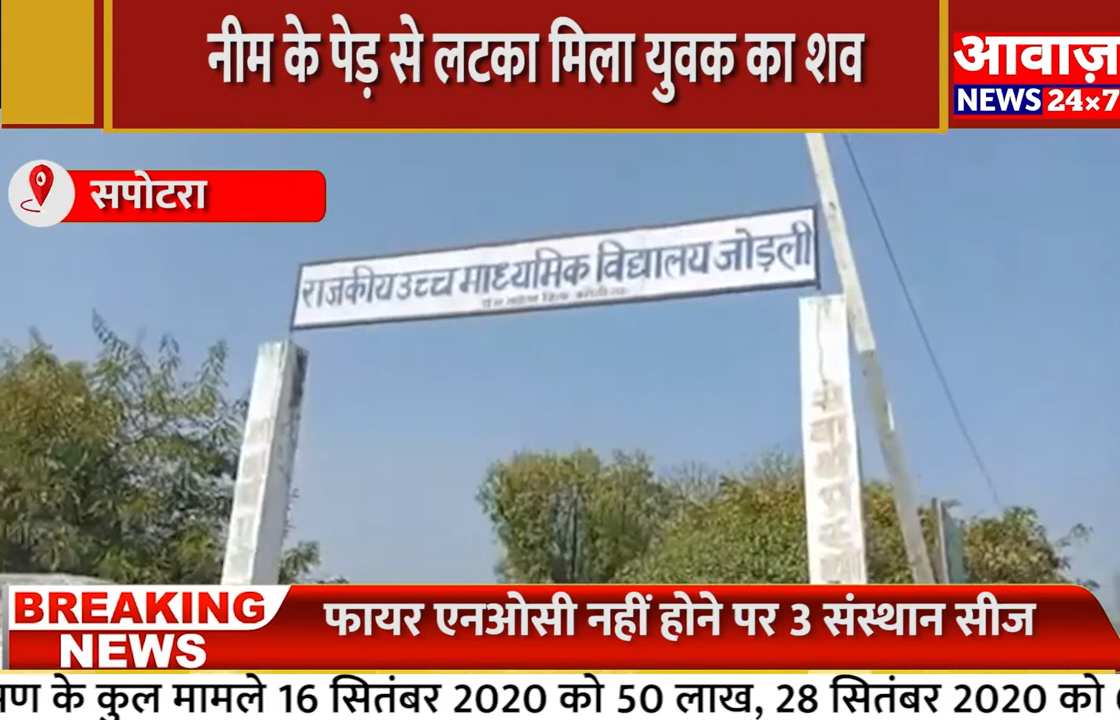 नीम के पेड़ से लटका मिला युवक का शव
आवाज़
NEWS 24×7
सपोटरा
राजकीय उच्च माध्यमिक विद्यालय जोड़ली
BREAKING
NEWS
फायर एनओसी नहीं होने पर 3 संस्थान सीज
के कुल मामले 16 सितंबर 2020 को 50 लाख, 28 सितंबर 2020 को